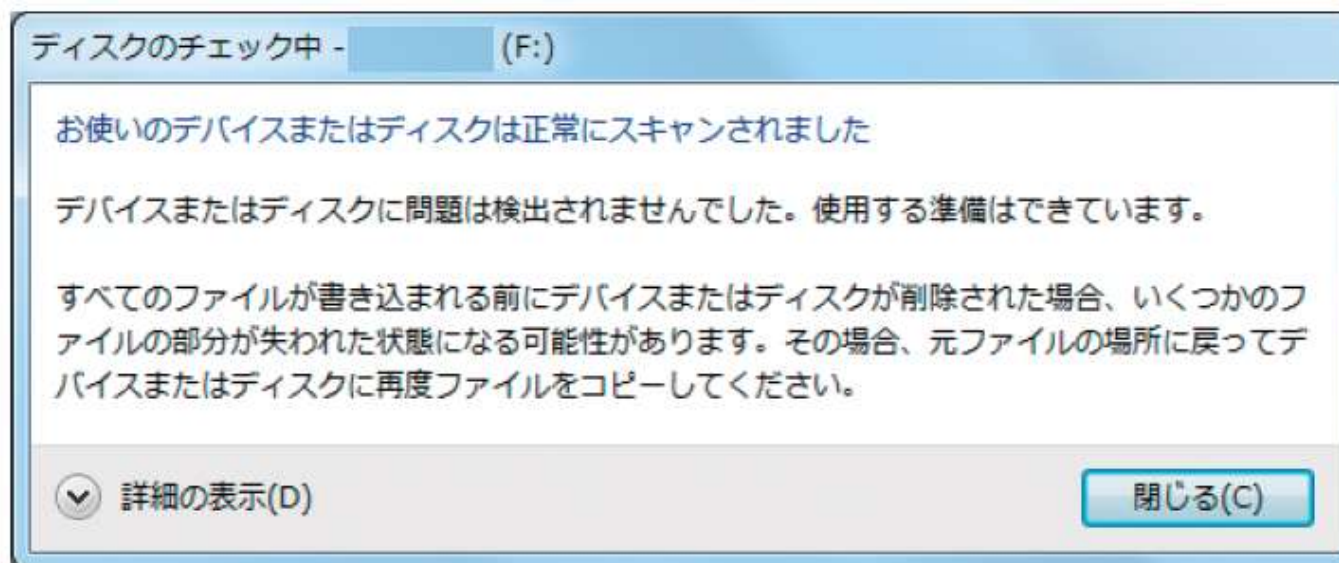 ディスクのチェック中 - (F:)
お使いのデバイスまたはディスクは正常にスキャンされました
デバイスまたはディスクに問題は検出されませんでした。使用する準備はできています。
すべてのファイルが書き込まれる前にデバイスまたはディスクが削除された場合、いくつかのフ
ァイルの部分が失われた状態になる可能性があります。その場合、元ファイルの場所に戻ってデ
バイスまたはディスクに再度ファイルをコピーしてください。
詳細の表示(D)
閉じる(C)